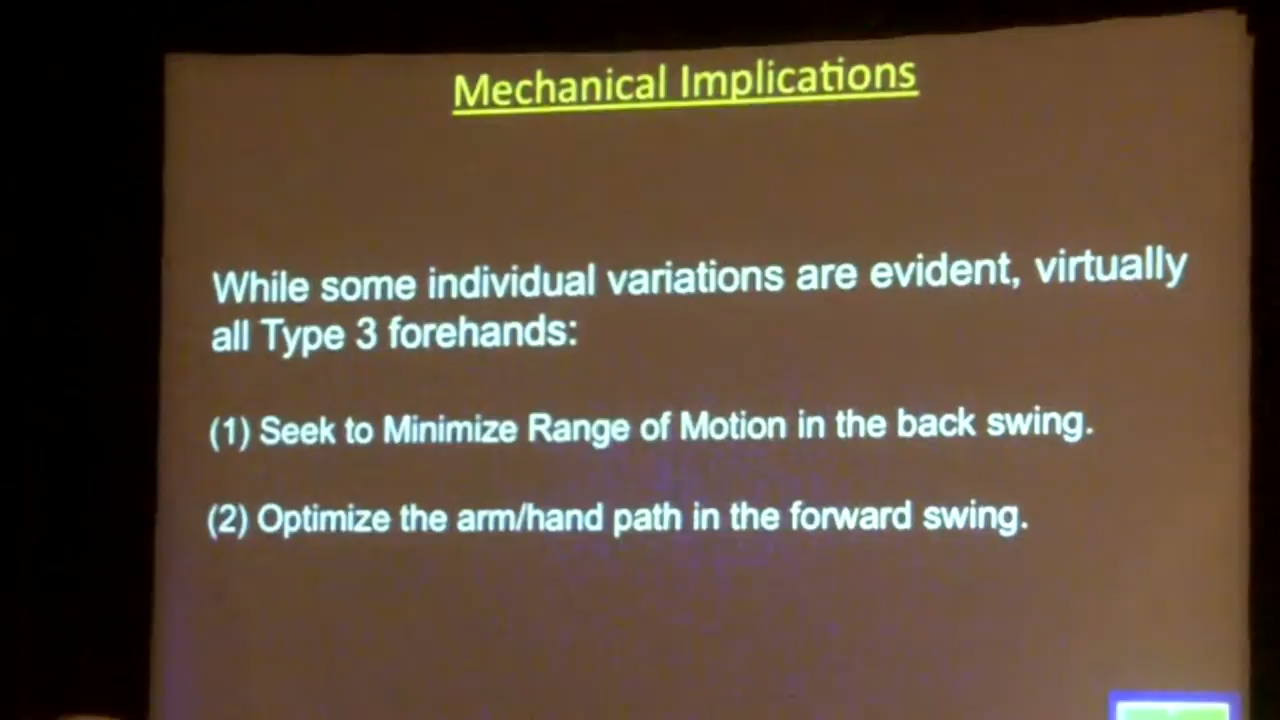 Mechanical Implications
While some individual variations are evident, virtually
all Type 3 forehands:
(1) Seek to Minimize Range of Motion in the back swing.
(2) Optimize the arm/hand path in the forward swing.